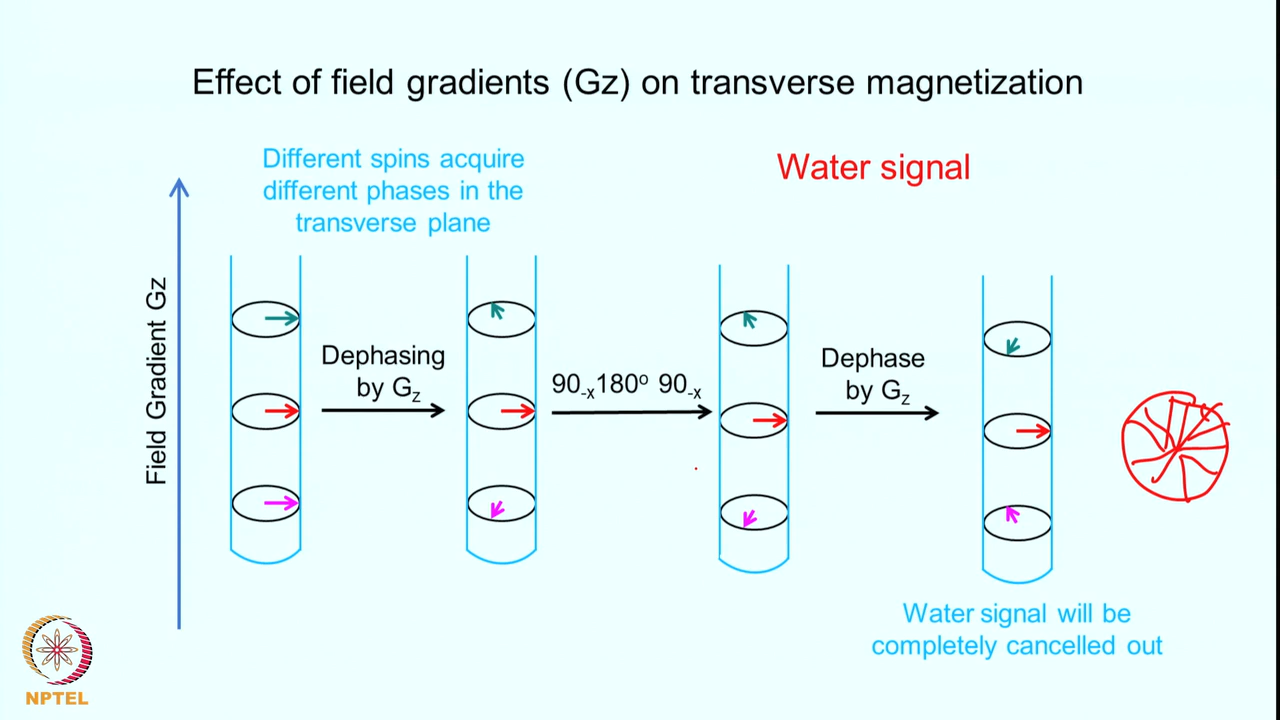 Effect of field gradients (Gz) on transverse magnetization
Different spins acquire
different phases in the
transverse plane
Water signal
Field Gradient Gz
Dephasing
by Gz
90-x180º 90-x
Dephase
by Gz
Water signal will be
completely cancelled out
NPTEL